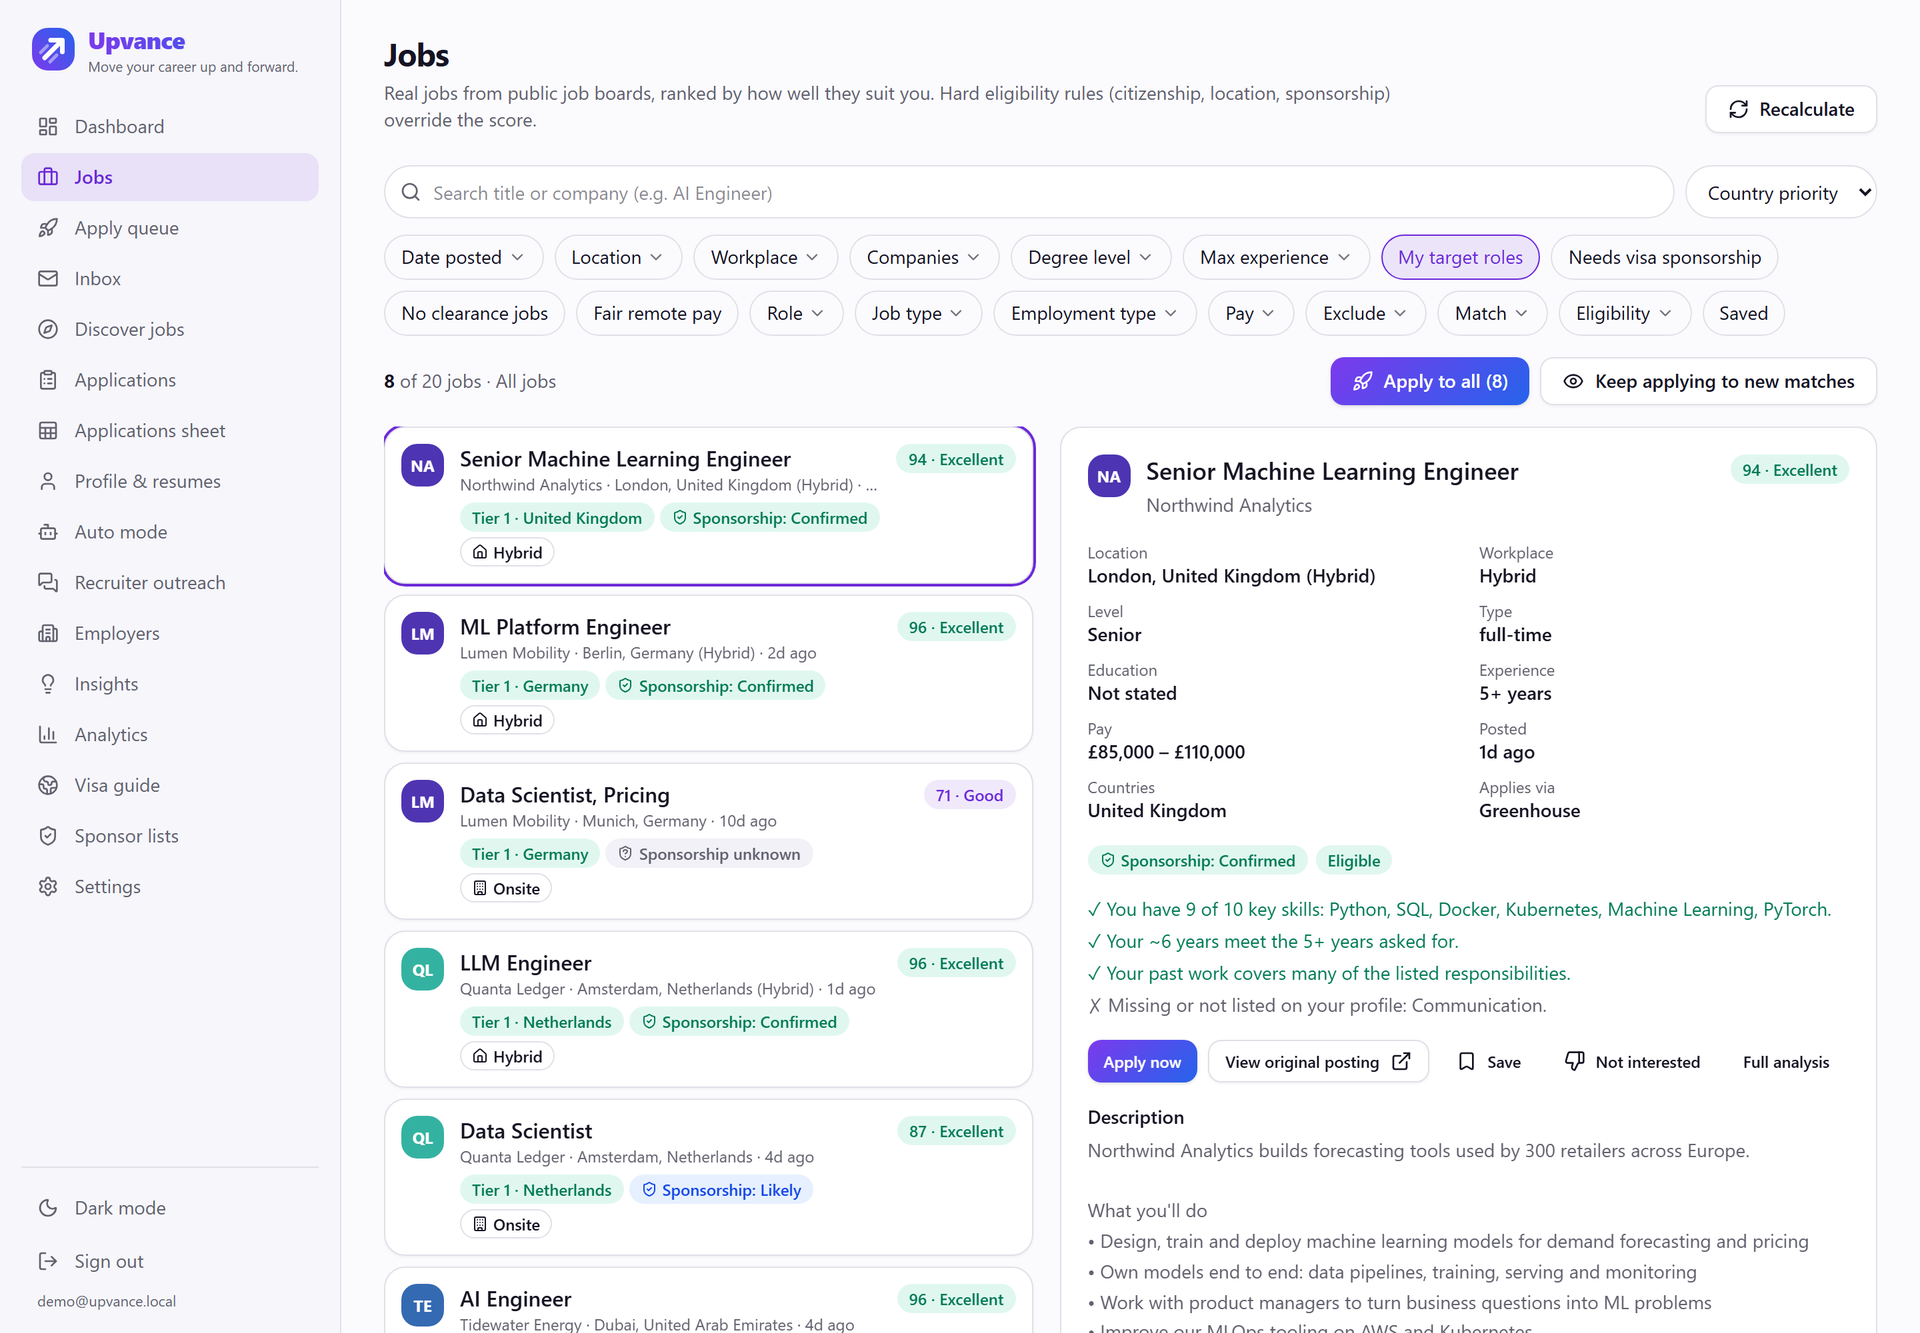 Upvance
Move your career up and forward.
Dashboard
Jobs
Apply queue
Inbox
Discover jobs
Applications
Applications sheet
Profile & resumes
Auto mode
Recruiter outreach
Employers
Insights
Analytics
Visa guide
Sponsor lists
Settings
Dark mode
Sign out
demo@upvance.local
Jobs
Real jobs from public job boards, ranked by how well they suit you. Hard eligibility rules (citizenship, location, sponsorship)
override the score.
Recalculate
Search title or company (e.g. AI Engineer)
Country priority
Date posted
Location
Workplace
Companies
Degree level
Max experience
My target roles
Needs visa sponsorship
No clearance jobs
Fair remote pay
Role
Job type
Employment type
Pay
Exclude
Match
Eligibility
Saved
8 of 20 jobs · All jobs
Apply to all (8)
Keep applying to new matches
NA
Senior Machine Learning Engineer
94 · Excellent
Northwind Analytics · London, United Kingdom (Hybrid) · ...
Tier 1 · United Kingdom
Sponsorship: Confirmed
Hybrid
LM
ML Platform Engineer
96 · Excellent
Lumen Mobility · Berlin, Germany (Hybrid) · 2d ago
Tier 1 · Germany
Sponsorship: Confirmed
Hybrid
LM
Data Scientist, Pricing
71 · Good
Lumen Mobility · Munich, Germany · 10d ago
Tier 1 · Germany
Sponsorship unknown
Onsite
QL
LLM Engineer
96 · Excellent
Quanta Ledger · Amsterdam, Netherlands (Hybrid) · 1d ago
Tier 1 · Netherlands
Sponsorship: Confirmed
Hybrid
QL
Data Scientist
87 · Excellent
Quanta Ledger · Amsterdam, Netherlands · 4d ago
Tier 1 · Netherlands
Sponsorship: Likely
Onsite
TE
AI Engineer
96 · Excellent
Tidewater Energy · Dubai, United Arab Emirates · 4d ago
NA
Senior Machine Learning Engineer
94 · Excellent
Northwind Analytics
Location
London, United Kingdom (Hybrid)
Workplace
Hybrid
Level
Senior
Type
full-time
Education
Not stated
Experience
5+ years
Pay
£85,000 – £110,000
Posted
1d ago
Countries
United Kingdom
Applies via
Greenhouse
Sponsorship: Confirmed
Eligible
✓ You have 9 of 10 key skills: Python, SQL, Docker, Kubernetes, Machine Learning, PyTorch.
✓ Your ~6 years meet the 5+ years asked for.
✓ Your past work covers many of the listed responsibilities.
✗ Missing or not listed on your profile: Communication.
Apply now
View original posting
Save
Not interested
Full analysis
Description
Northwind Analytics builds forecasting tools used by 300 retailers across Europe.
What you'll do
• Design, train and deploy machine learning models for demand forecasting and pricing
• Own models end to end: data pipelines, training, serving and monitoring
• Work with product managers to turn business questions into ML problems
• Improve our MLOps tooling on AWS and Kubernetes